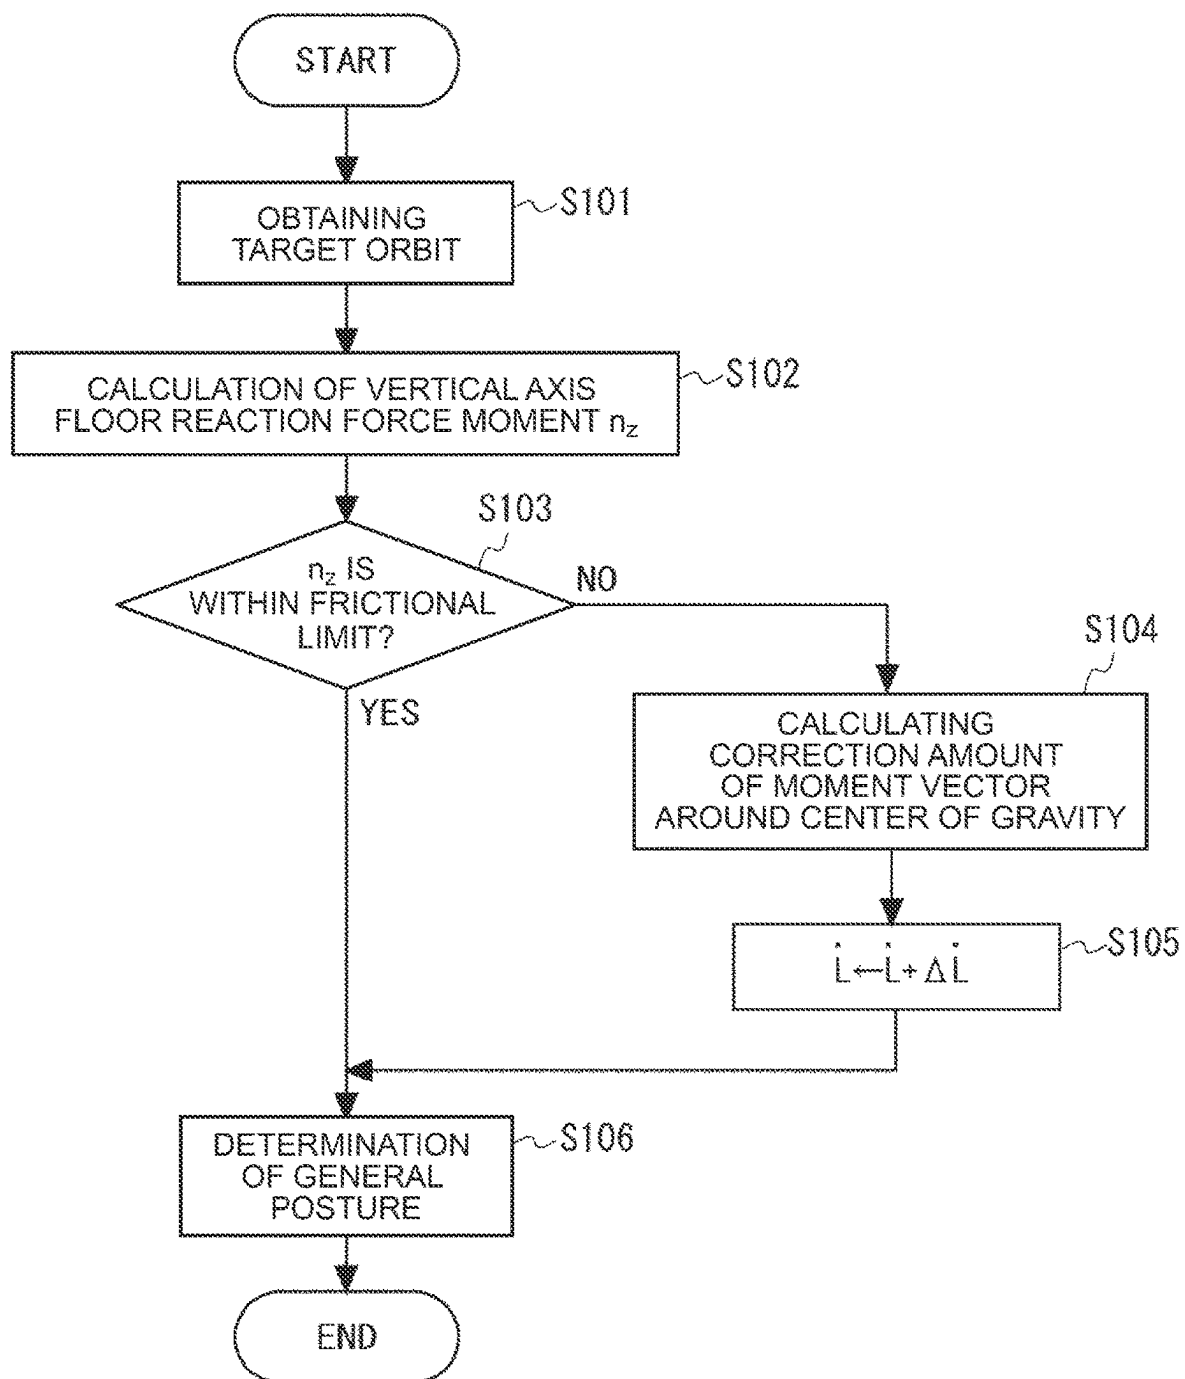 START
OBTAINING
TARGET ORBIT
S101
CALCULATION OF VERTICAL AXIS
FLOOR REACTION FORCE MOMENT nz
S102
S103
nz IS
WITHIN FRICTIONAL
LIMIT?
NO
YES
S104
CALCULATING
CORRECTION AMOUNT
OF MOMENT VECTOR
AROUND CENTER OF GRAVITY
L̇←L̇+ΔL̇
S105
DETERMINATION
OF GENERAL
POSTURE
S106
END